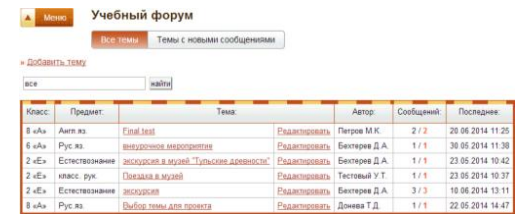 Меню
Учебный форум
Все темы Темы с новыми сообщениями
» Добавить тему
все найти
Класс: Предмет: Тема: Автор: Сообщений: Последнее:
8 «А» Англ.яз. Final test Редактировать Петров М.К. 2 / 2 20.06.2014 11:25
6 «А» Рус.яз. внеурочное мероприятие Редактировать Бехтерев Д.А. 1 / 1 30.05.2014 11:38
2 «Е» Естествознание экскурсия в музей "Тульские древности" Редактировать Бехтерев Д.А. 1 / 1 23.05.2014 10:42
2 «Е» класс. рук. Поездка в музей Редактировать Тестовый У.Т. 1 / 1 23.05.2014 10:37
2 «Е» Естествознание экскурсия Редактировать Бехтерев Д.А. 3 / 3 10.06.2014 13:11
8 «А» Рус.яз. Выбор темы для проекта Редактировать Донева Т.Д. 1 / 1 22.05.2014 14:47